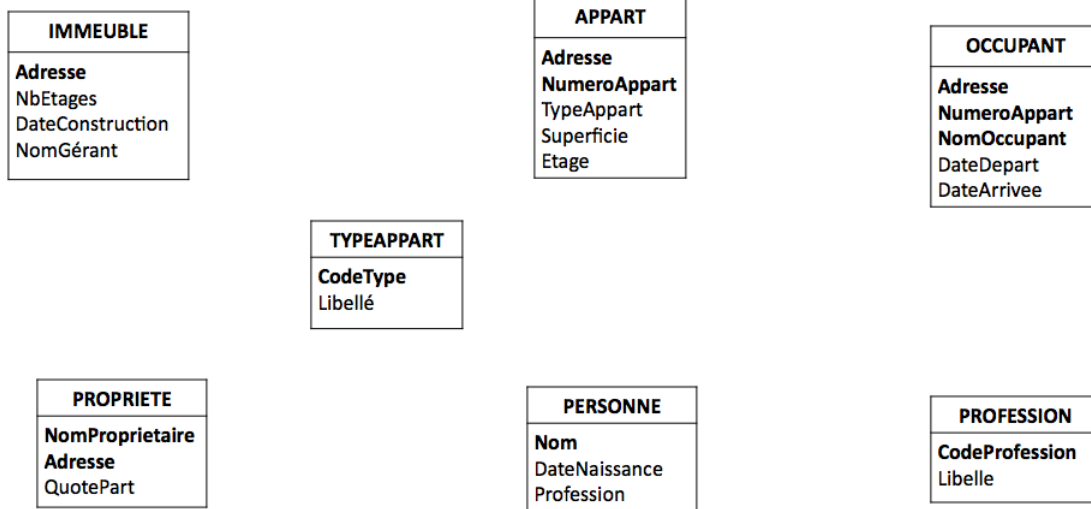 IMMEUBLE
Adresse
NbEtages
DateConstruction
NomGérant
APPART
Adresse
NumeroAppart
TypeAppart
Superficie
Etage
OCCUPANT
Adresse
NumeroAppart
NomOccupant
DateDepart
DateArrivee
TYPEAPPART
CodeType
Libellé
PROPRIETE
NomProprietaire
Adresse
QuotePart
PERSONNE
Nom
DateNaissance
Profession
PROFESSION
CodeProfession
Libelle